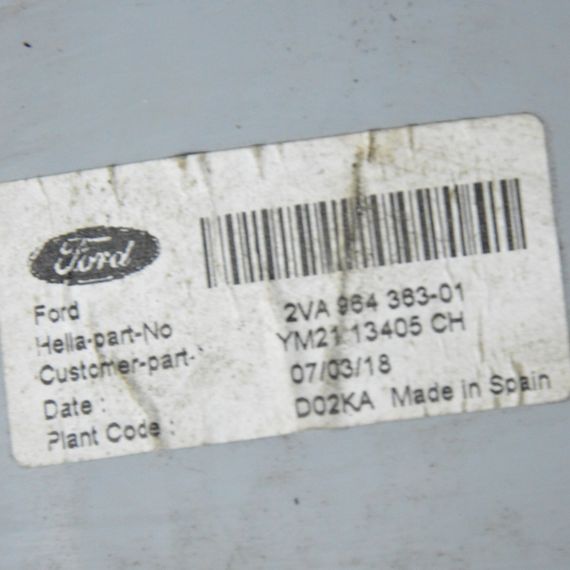 Ford
Ford
Hella-part-No 2VA 964 363-01
Customer-part- YM21 13405 CH
Date : 07/03/18
Plant Code : D02KA Made in Spain